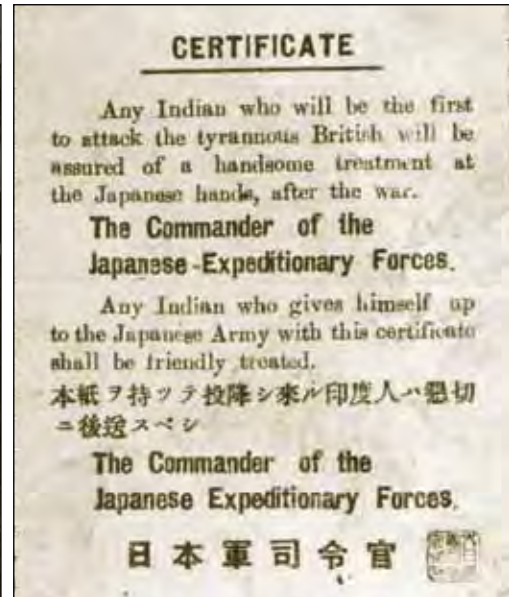 CERTIFICATE
Any Indian who will be the first
to attack the tyrannous British will be
assured of a handsome treatment at
the Japanese hands, after the war.
The Commander of the
Japanese Expeditionary Forces.
Any Indian who gives himself up
to the Japanese Army with this certificate
shall be friendly treated.
本紙ヲ持ツテ投降シ來ル印度人ハ懇切
ニ後送スベシ
The Commander of the
Japanese Expeditionary Forces.
日本軍司令官